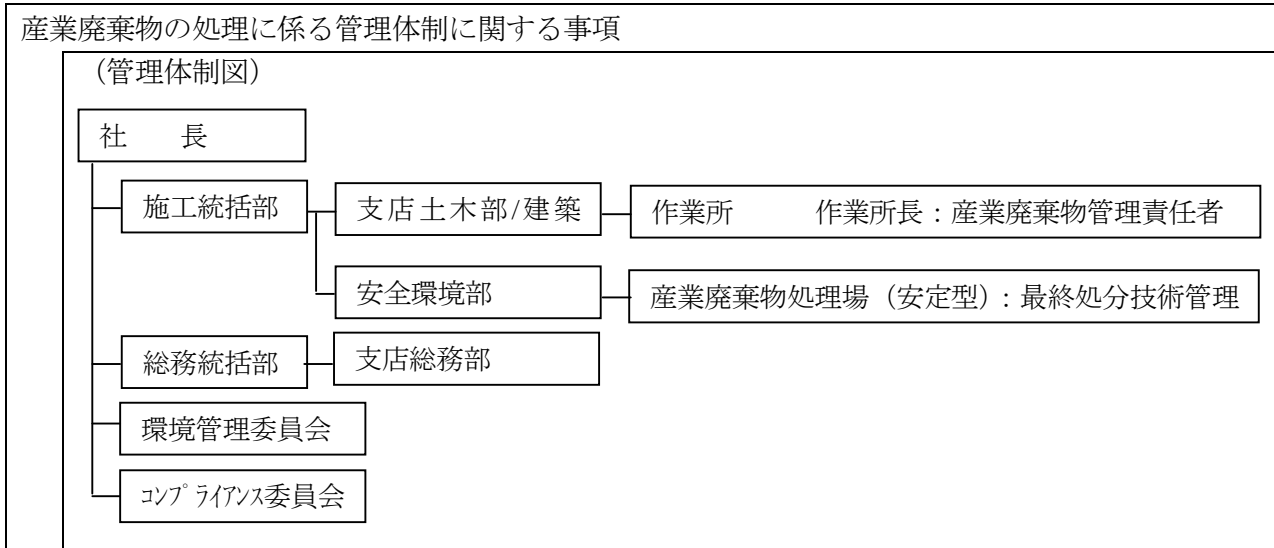 産業廃棄物の処理に係る管理体制に関する事項
（管理体制図）
社　　長
施工統括部
支店土木部/建築
作業所　　　作業所長：産業廃棄物管理責任者
安全環境部
産業廃棄物処理場（安定型）：最終処分技術管理
総務統括部
支店総務部
環境管理委員会
ｺﾝﾌﾟﾗｲｱﾝｽ委員会